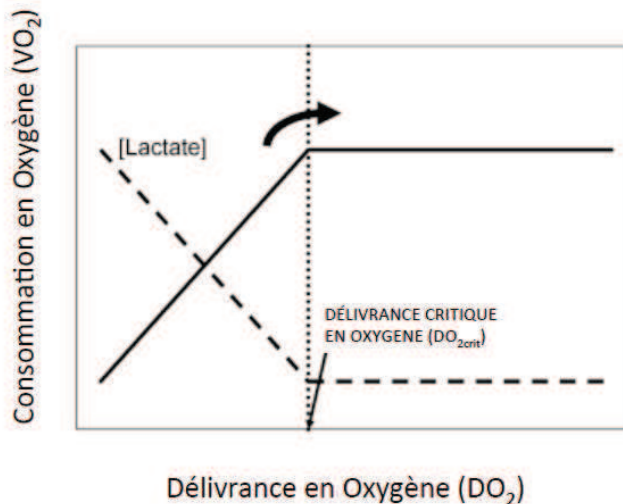 Consommation en Oxygène (VO₂)
[Lactate]
DÉLIVRANCE CRITIQUE
EN OXYGENE (DO₂crit)
Délivrance en Oxygène (DO₂)